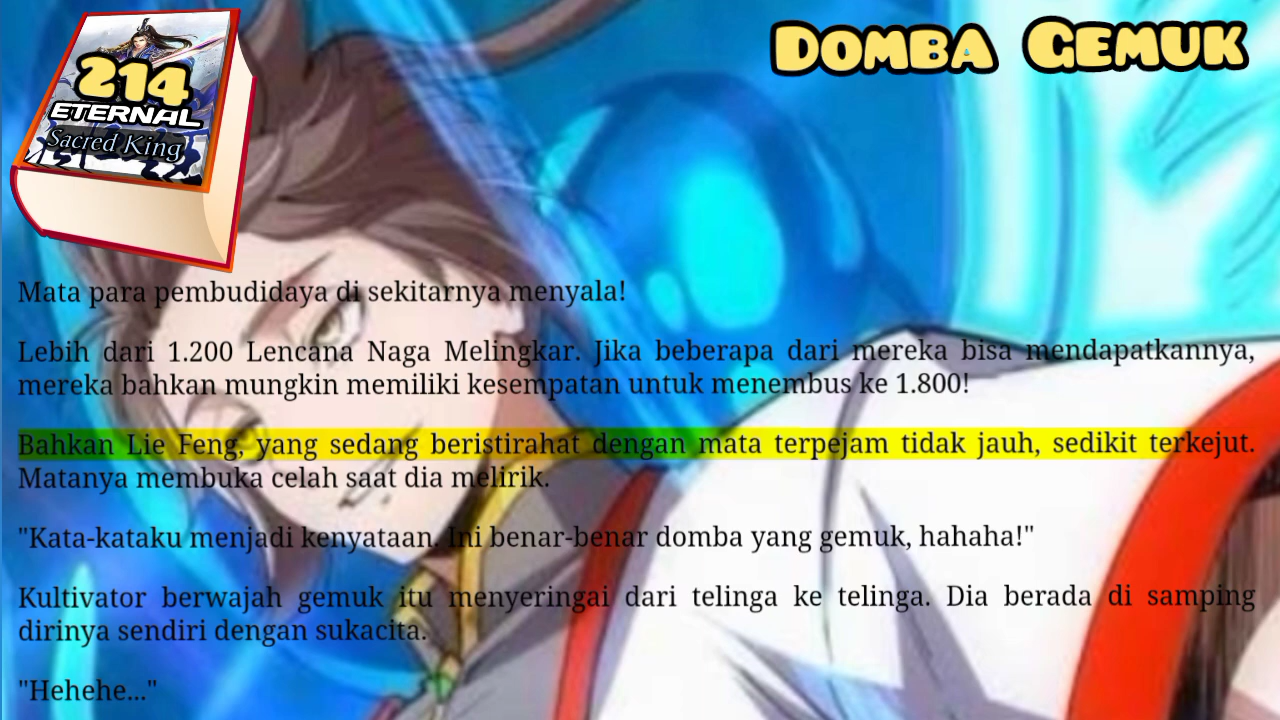 214
ETERNAL
Sacred King
DOMBA GEMUK
Mata para pembudidaya di sekitarnya menyala!
Lebih dari 1.200 Lencana Naga Melingkar. Jika beberapa dari mereka bisa mendapatkannya,
mereka bahkan mungkin memiliki kesempatan untuk menembus ke 1.800!
Bahkan Lie Feng, yang sedang beristirahat dengan mata terpejam tidak jauh, sedikit terkejut.
Matanya membuka celah saat dia melirik.
"Kata-kataku menjadi kenyataan. Ini benar-benar domba yang gemuk, hahaha!"
Kultivator berwajah gemuk itu menyeringai dari telinga ke telinga. Dia berada di samping
dirinya sendiri dengan sukacita.
"Hehehe..."